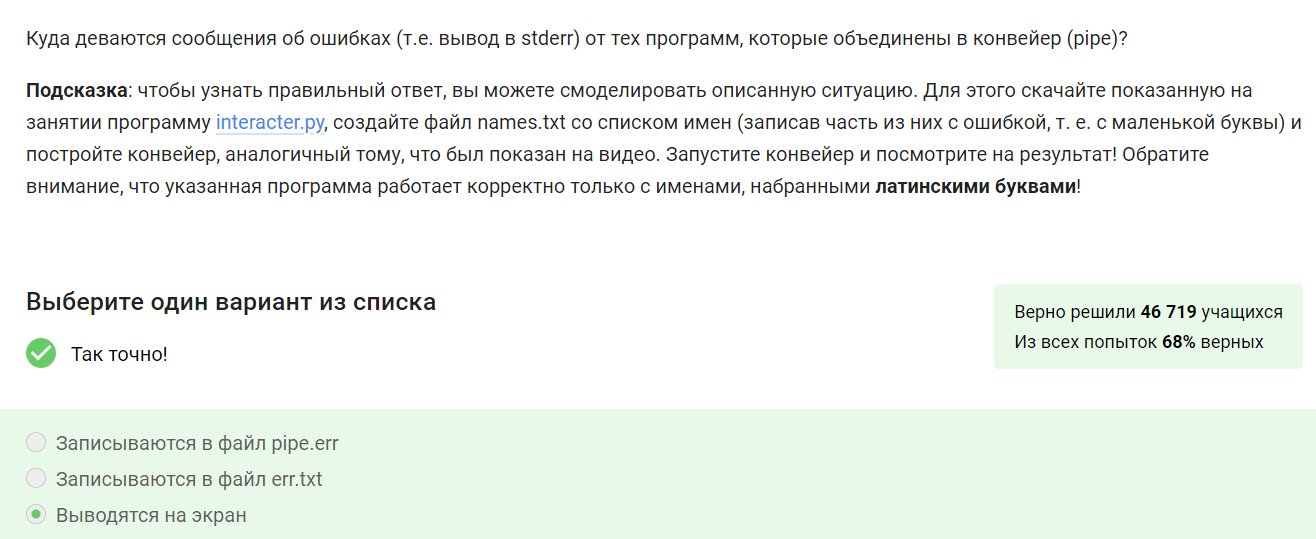 Куда деваются сообщения об ошибках (т.е. вывод в stderr) от тех программ, которые объединены в конвейер (pipe)?
Подсказка: чтобы узнать правильный ответ, вы можете смоделировать описанную ситуацию. Для этого скачайте показанную на
занятии программу interacter.py, создайте файл names.txt со списком имен (записав часть из них с ошибкой, т. е. с маленькой буквы) и
постройте конвейер, аналогичный тому, что был показан на видео. Запустите конвейер и посмотрите на результат! Обратите
внимание, что указанная программа работает корректно только с именами, набранными латинскими буквами!
Выберите один вариант из списка
Верно решили 46 719 учащихся
Из всех попыток 68% верных
Так точно!
Записываются в файл pipe.err
Записываются в файл err.txt
Выводятся на экран